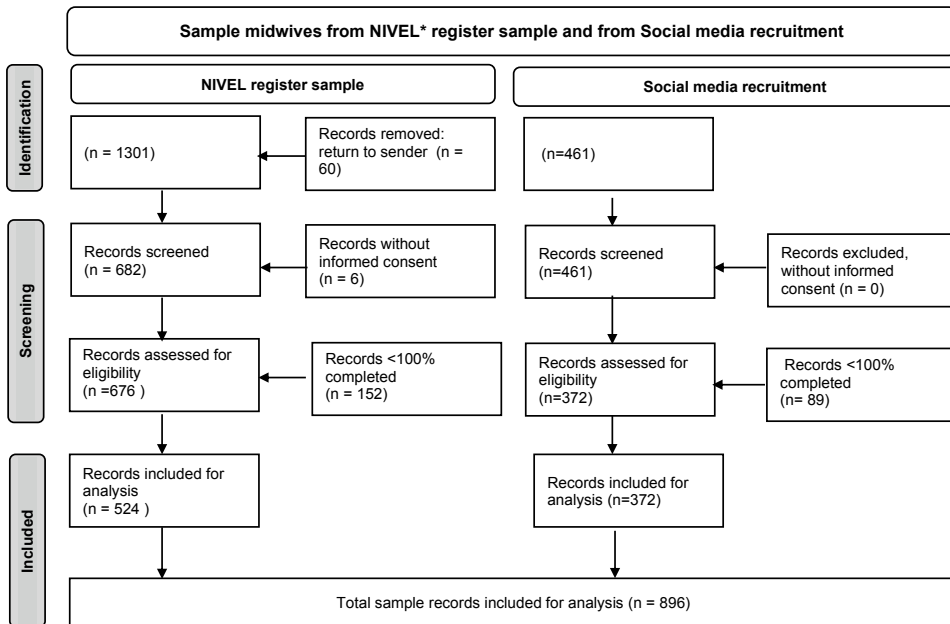 Sample midwives from NIVEL* register sample and from Social media recruitment
NIVEL register sample
Social media recruitment
Identification
(n = 1301)
Records removed:
return to sender (n =
60)
(n=461)
Screening
Records screened
(n = 682)
Records without
informed consent
(n = 6)
Records screened
(n=461)
Records excluded,
without informed
consent (n = 0)
Records assessed for
eligibility
(n =676 )
Records <100%
completed
(n = 152)
Records assessed for
eligibility
(n=372)
Records <100%
completed
(n= 89)
Included
Records included for
analysis
(n = 524 )
Records included for
analysis (n=372)
Total sample records included for analysis (n = 896)